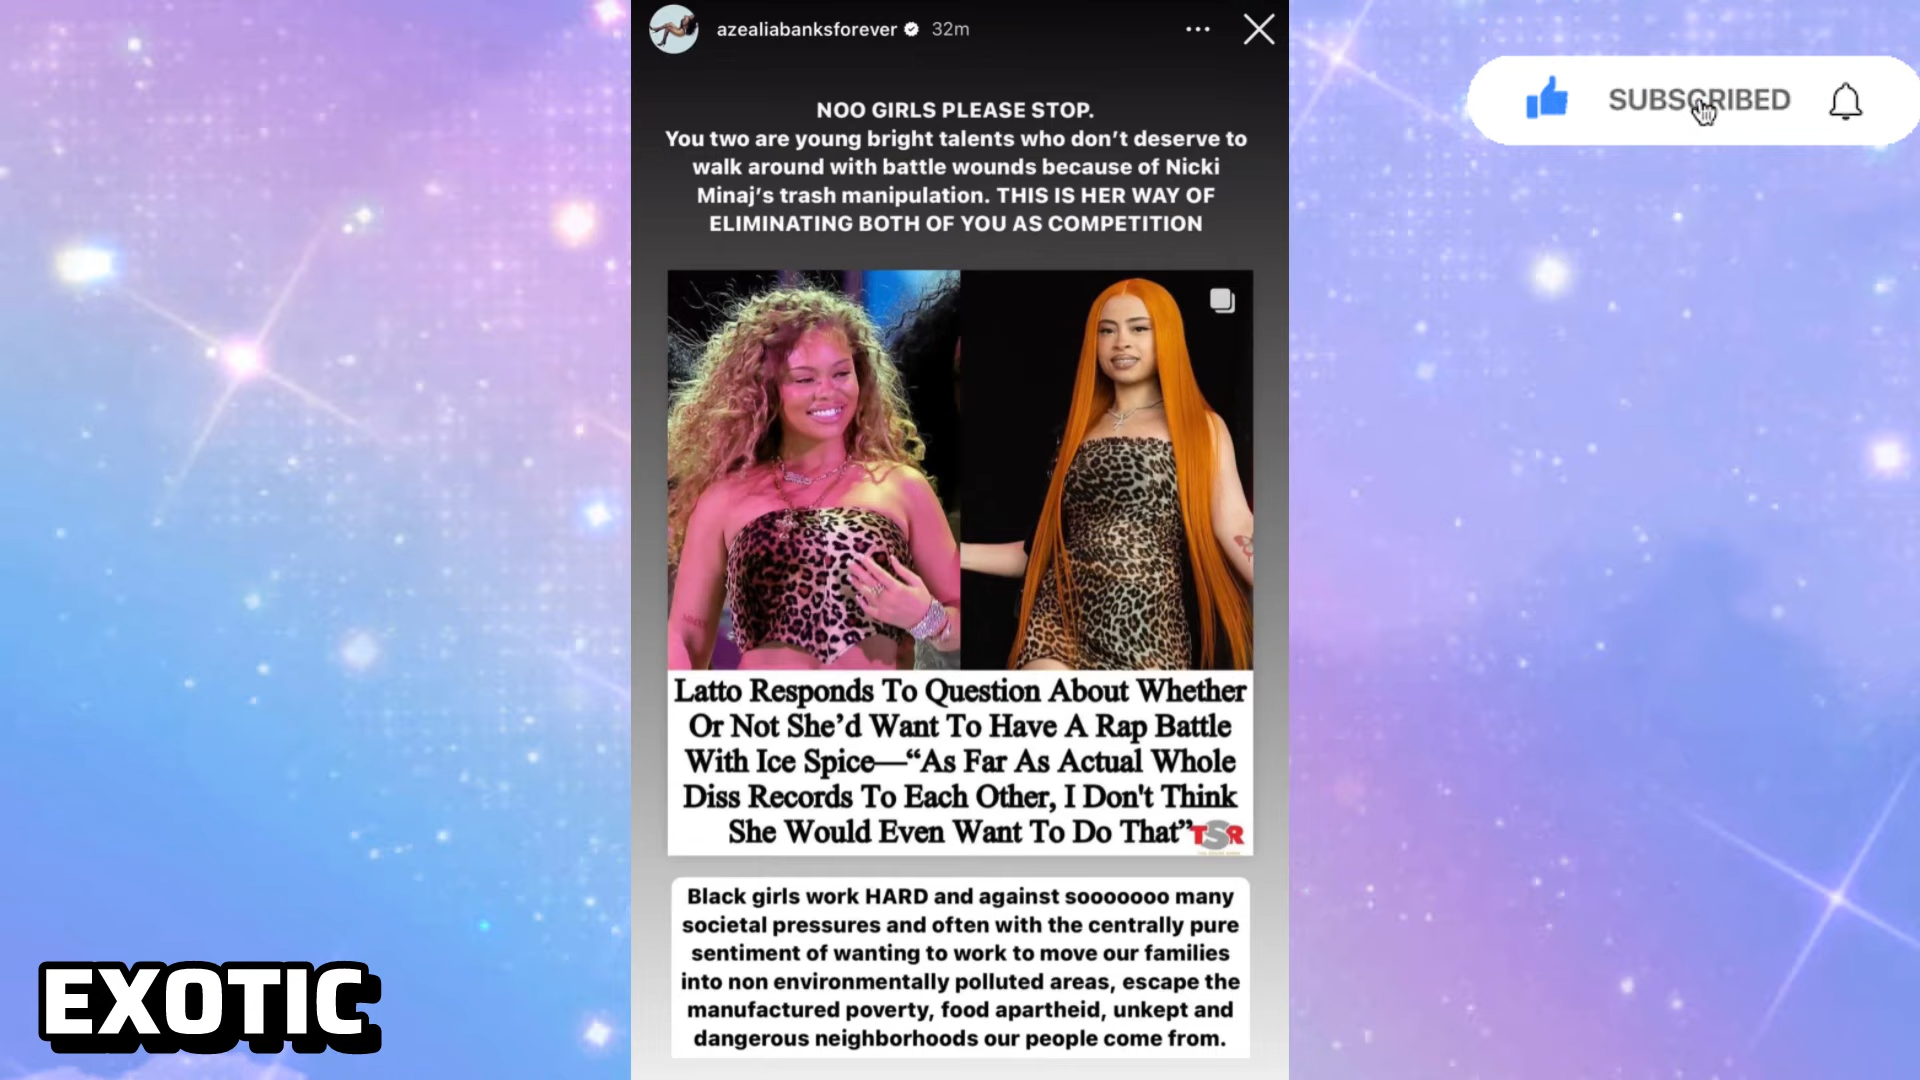 azealiabanksforever 32m
SUBSCRIBED
NOO GIRLS PLEASE STOP.
You two are young bright talents who don’t deserve to
walk around with battle wounds because of Nicki
Minaj’s trash manipulation. THIS IS HER WAY OF
ELIMINATING BOTH OF YOU AS COMPETITION
Latto Responds To Question About Whether
Or Not She’d Want To Have A Rap Battle
With Ice Spice—“As Far As Actual Whole
Diss Records To Each Other, I Don't Think
She Would Even Want To Do That”
TSR
Black girls work HARD and against sooooooo many
societal pressures and often with the centrally pure
sentiment of wanting to work to move our families
into non environmentally polluted areas, escape the
manufactured poverty, food apartheid, unkept and
dangerous neighborhoods our people come from.
EXOTIC